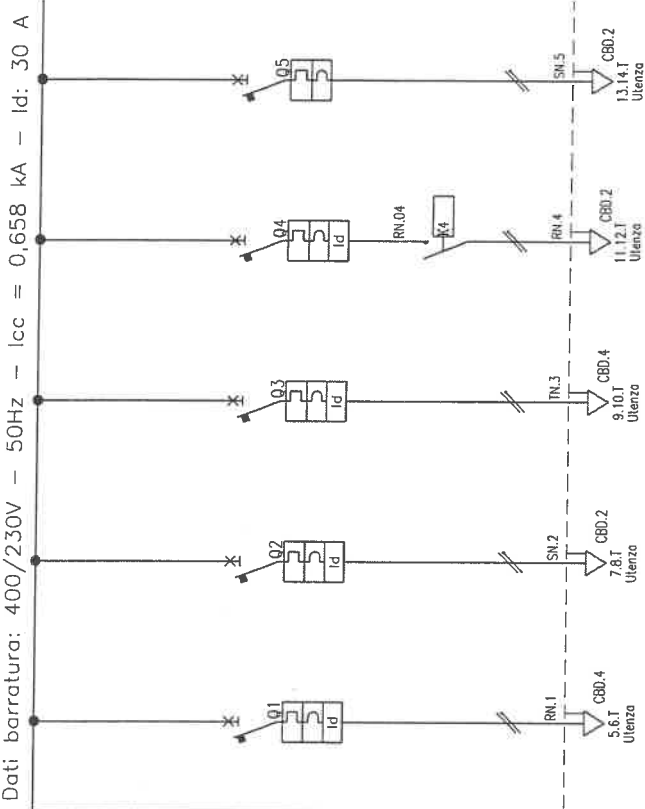 Dati barratura: 400/230V – 50Hz – Icc = 0,658 kA – Id: 30 A
Q1
Id
RN.1
CBD.4
5.6.T
Utenza
Q2
Id
SN.2
CBD.2
7.8.T
Utenza
Q3
Id
TN.3
CBD.4
9.10.T
Utenza
Q4
Id
RN.04
K4
RN.4
CBD.2
11.12.T
Utenza
Q5
SN.5
CBD.2
13.14.T
Utenza